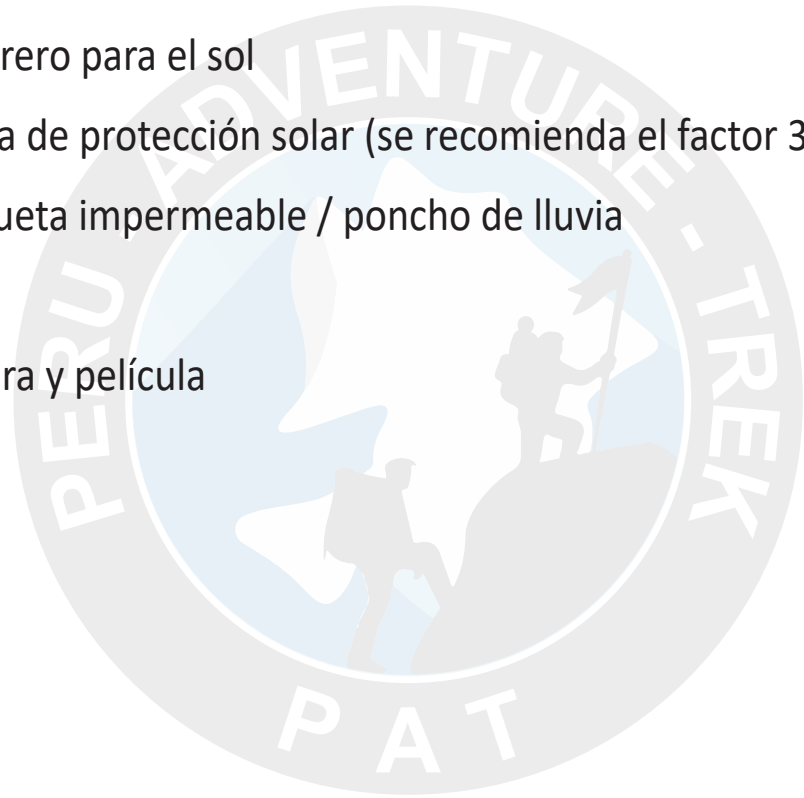 rero para el sol
a de protección solar (se recomienda el factor 3
ueta impermeable / poncho de lluvia
ra y película
PERU ADVENTURE - TREK
PAT